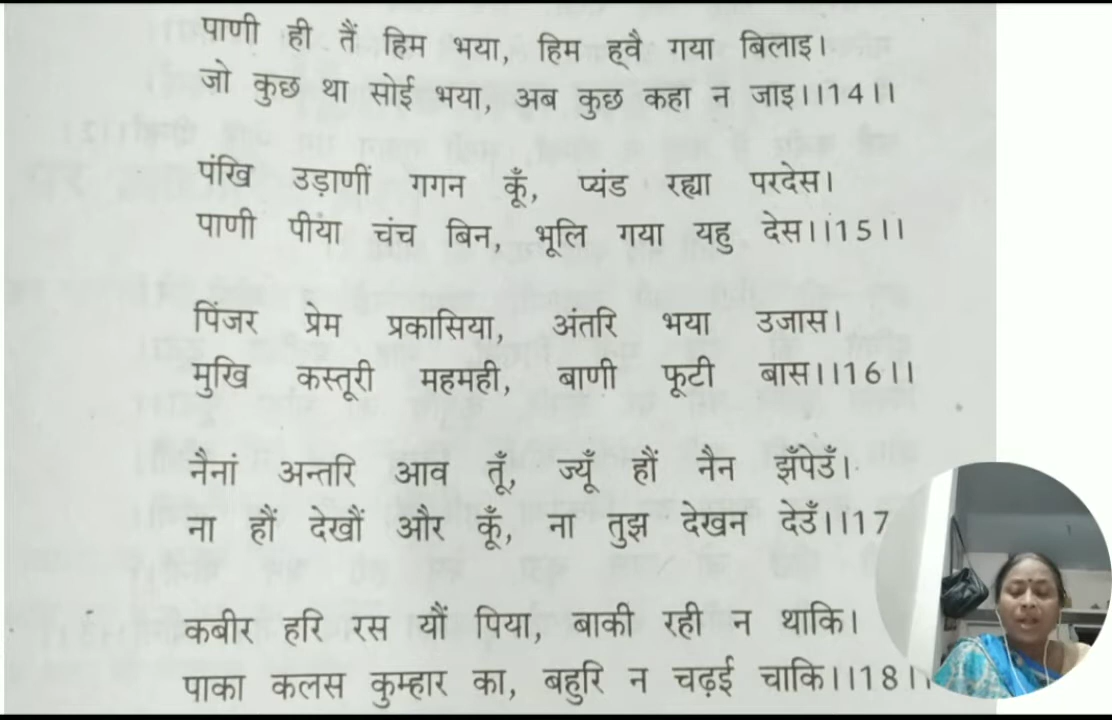 पाणी ही तैं हिम भया, हिम ह्वै गया बिलाइ।
जो कुछ था सोई भया, अब कुछ कहा न जाइ।।14।।
पंखि उड़ाणीं गगन कूँ, प्यंड रह्या परदेस।
पाणी पीया चंच बिन, भूलि गया यहु देस।।15।।
पिंजर प्रेम प्रकासिया, अंतरि भया उजास।
मुखि कस्तूरी महमही, बाणी फूटी बास।।16।।
नैनां अन्तरि आव तूँ, ज्यूँ हौं नैन झँपेउँ।
ना हौं देखौं और कूँ, ना तुझ देखन देउँ।।17
कबीर हरि रस यौं पिया, बाकी रही न थाकि।
पाका कलस कुम्हार का, बहुरि न चढ़ई चाकि।।18।।